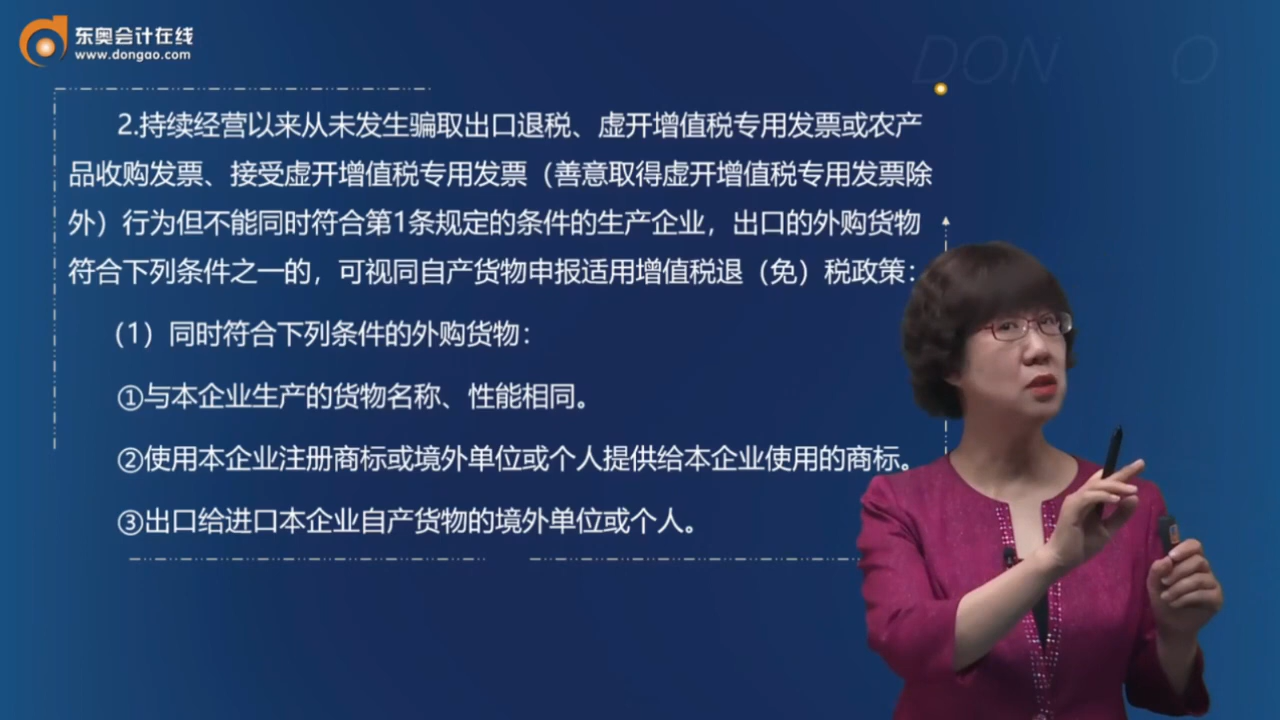 东奥会计在线
www.dongao.com
DON O
2.持续经营以来从未发生骗取出口退税、虚开增值税专用发票或农产
品收购发票、接受虚开增值税专用发票（善意取得虚开增值税专用发票除
外）行为但不能同时符合第1条规定的条件的生产企业，出口的外购货物
符合下列条件之一的，可视同自产货物申报适用增值税退（免）税政策：
（1）同时符合下列条件的外购货物：
①与本企业生产的货物名称、性能相同。
②使用本企业注册商标或境外单位或个人提供给本企业使用的商标。
③出口给进口本企业自产货物的境外单位或个人。